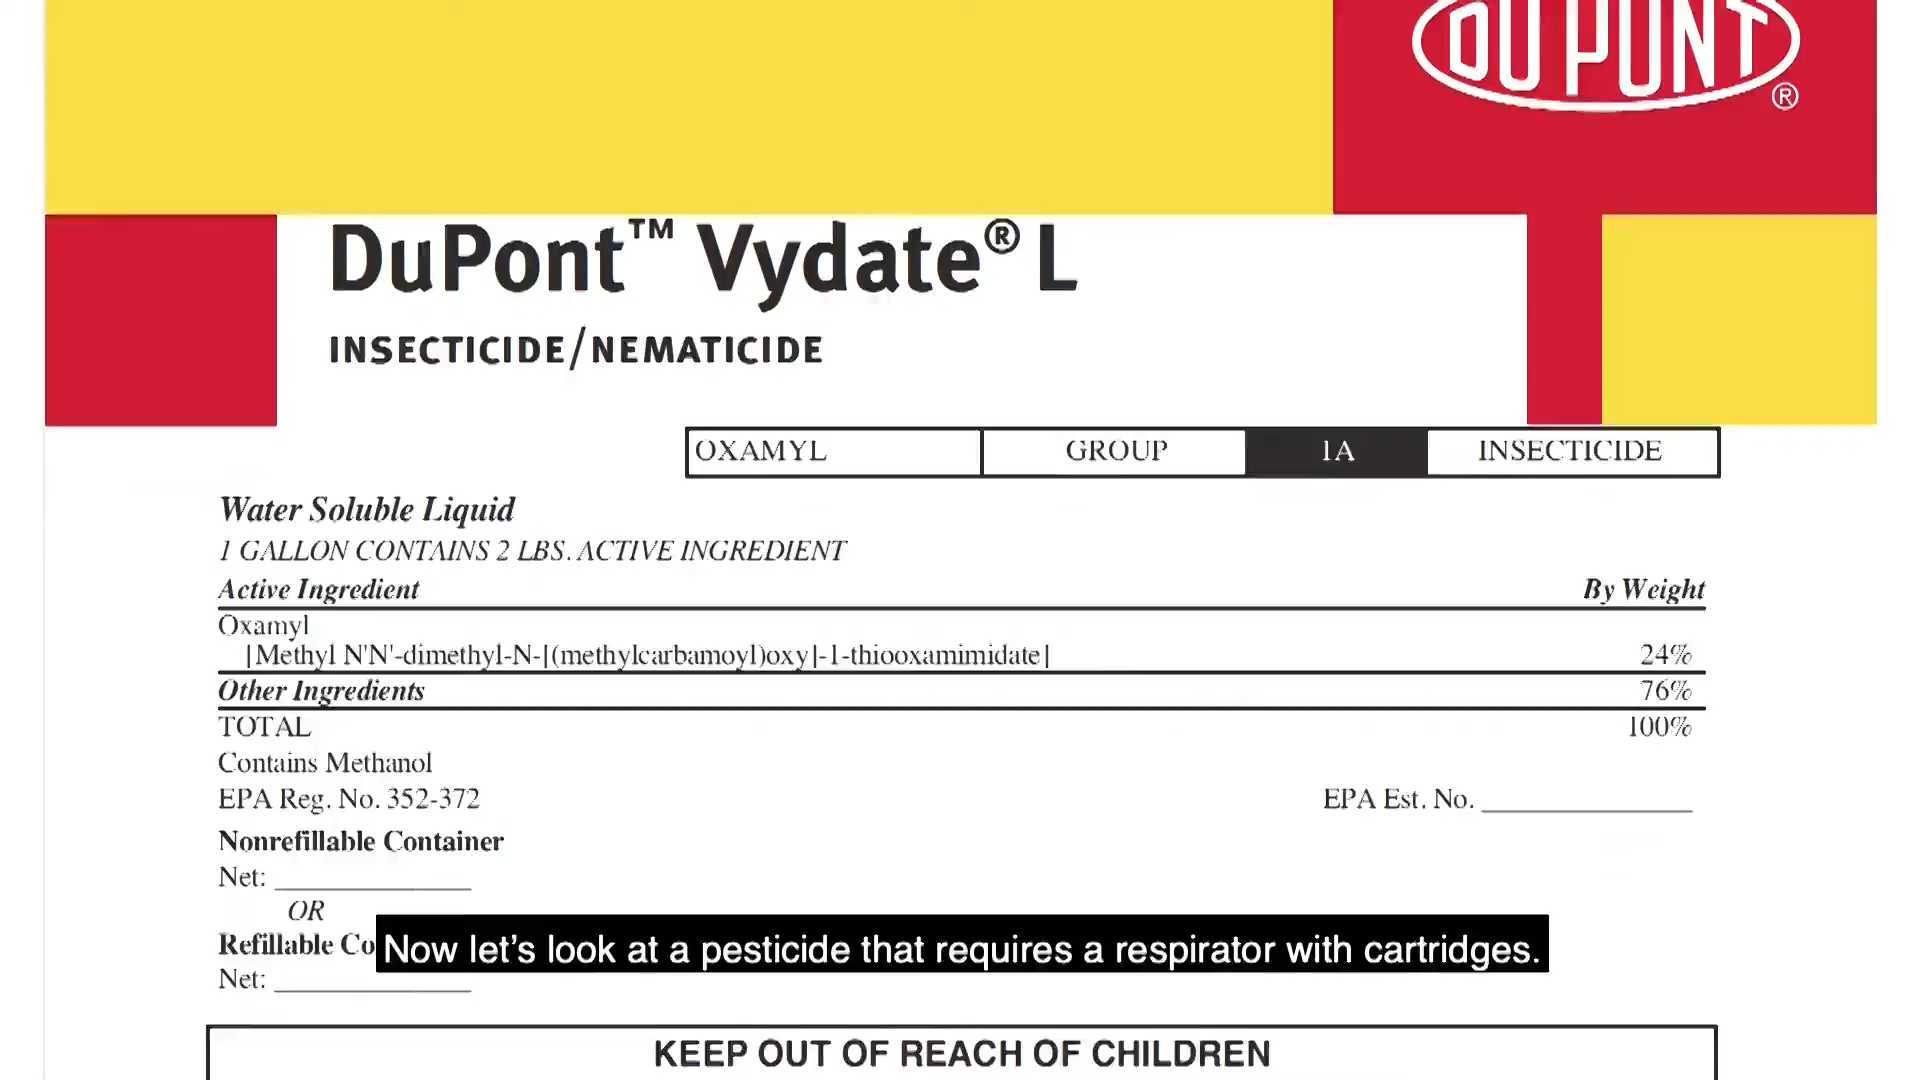 DU PONT
®
DuPont™ Vydate® L
INSECTICIDE/NEMATICIDE
OXAMYL GROUP 1A INSECTICIDE
Water Soluble Liquid
1 GALLON CONTAINS 2 LBS. ACTIVE INGREDIENT
Active Ingredient By Weight
Oxamyl
[Methyl N'N'-dimethyl-N-[(methylcarbamoyl)oxy]-1-thiooxamimidate] 24%
Other Ingredients 76%
TOTAL 100%
Contains Methanol
EPA Reg. No. 352-372 EPA Est. No. _______________
Nonrefillable Container
Net: ______________
OR
Refillable Co
Now let's look at a pesticide that requires a respirator with cartridges.
Net: ______________
KEEP OUT OF REACH OF CHILDREN